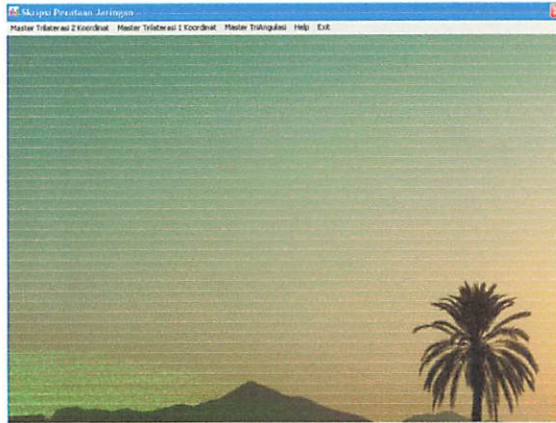 Skripsi Perataan Jaringan
Master Trilaterasi 2 Koordinat Master Trilaterasi 1 Koordinat Master TriAngulasi Help Exit